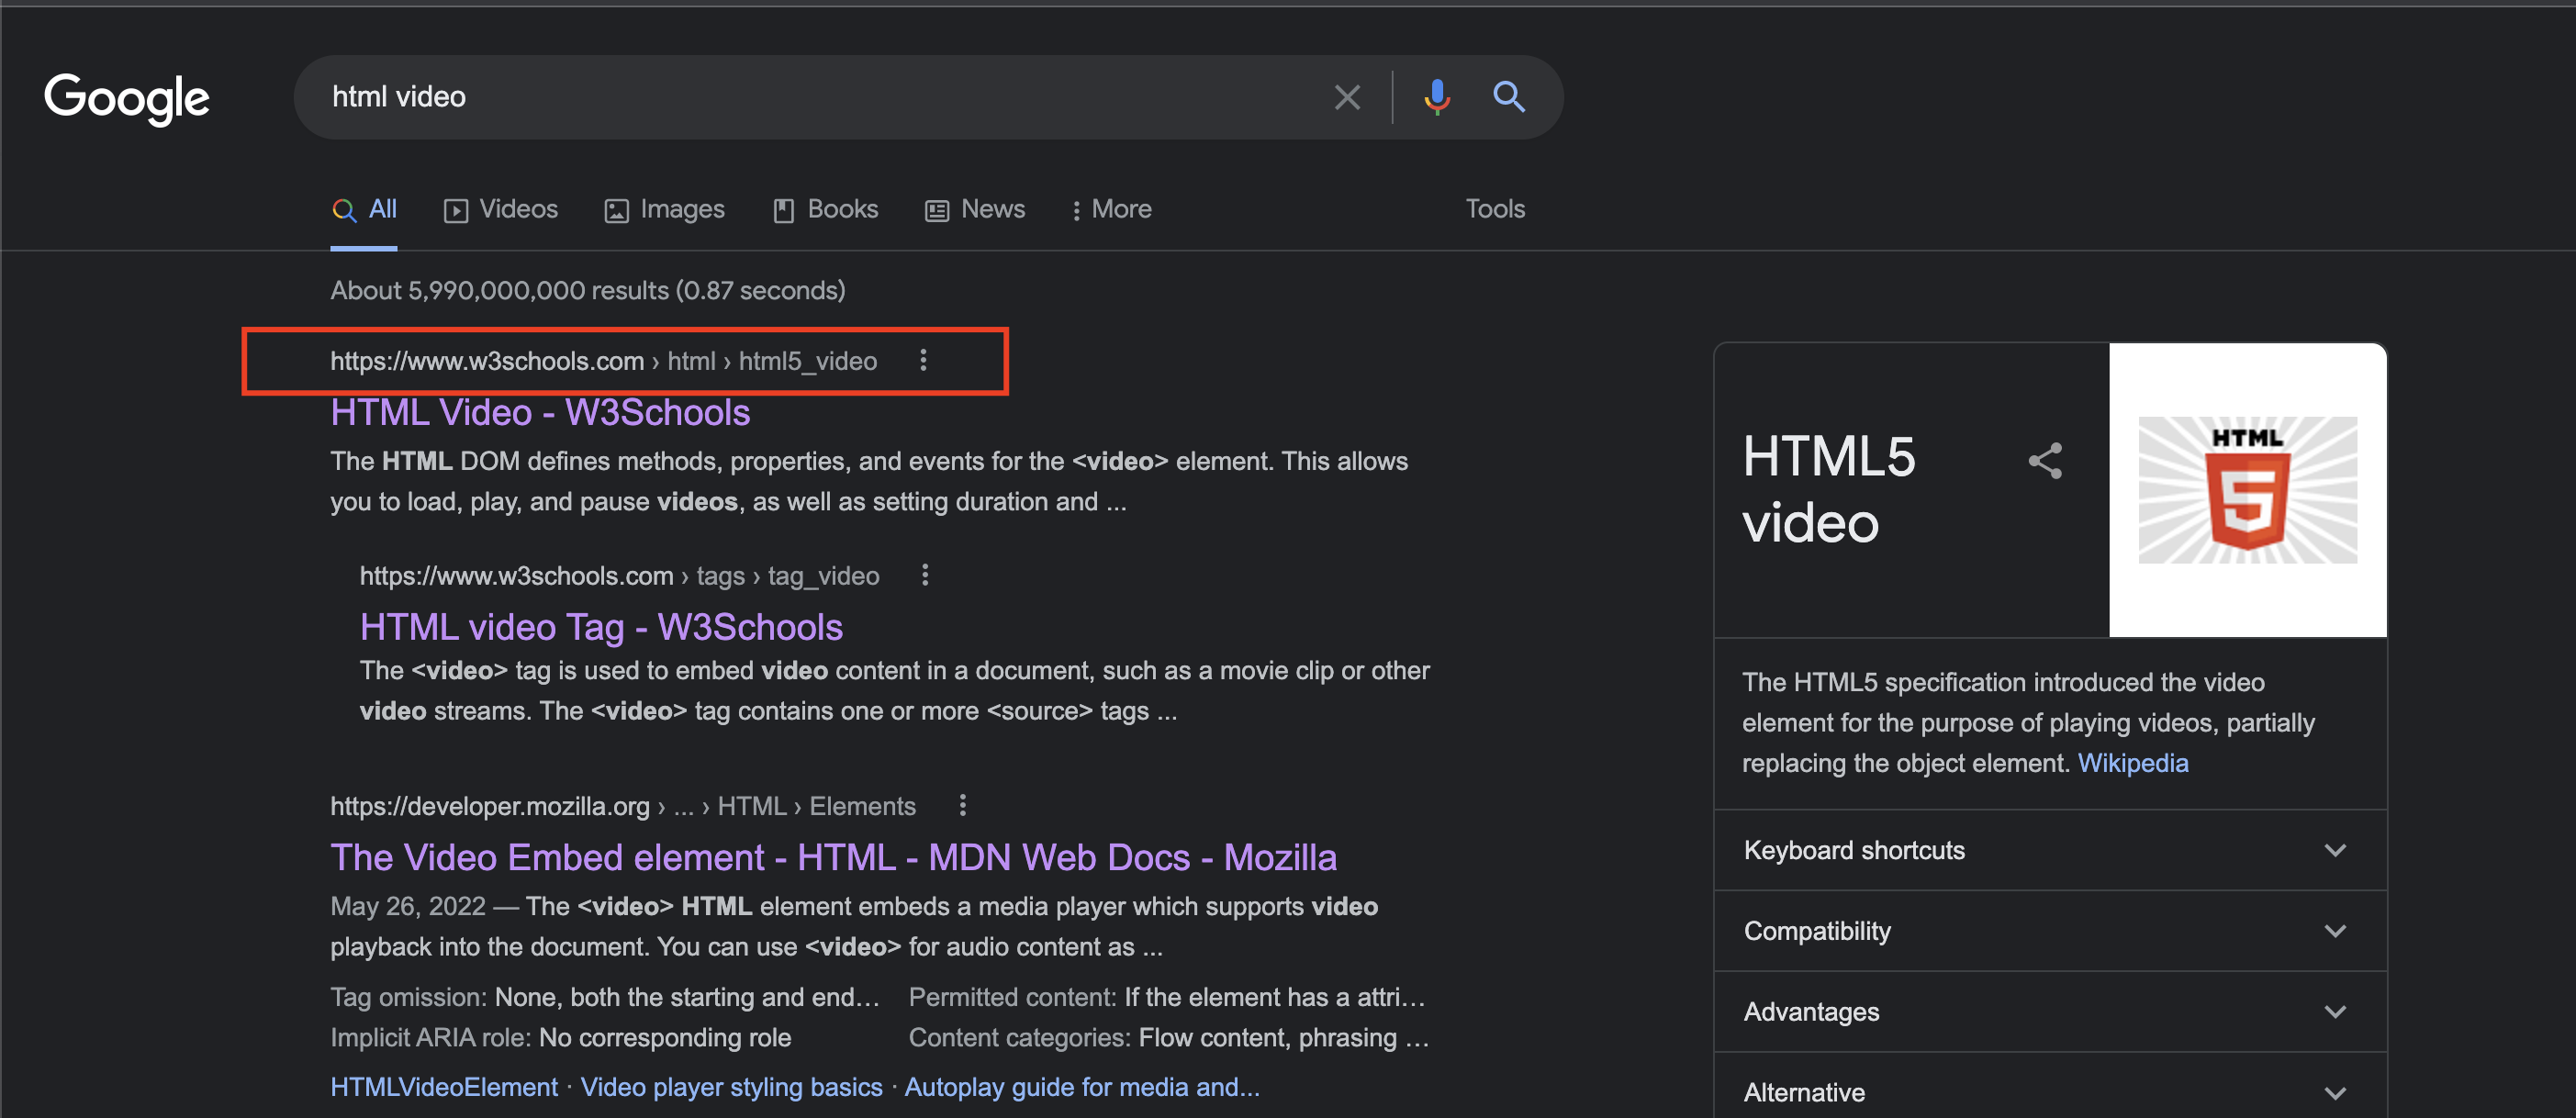 Google
html video
All
Videos
Images
Books
News
More
Tools
About 5,990,000,000 results (0.87 seconds)
https://www.w3schools.com › html › html5_video
HTML Video - W3Schools
The HTML DOM defines methods, properties, and events for the <video> element. This allows
you to load, play, and pause videos, as well as setting duration and ...
https://www.w3schools.com › tags › tag_video
HTML video Tag - W3Schools
The <video> tag is used to embed video content in a document, such as a movie clip or other
video streams. The <video> tag contains one or more <source> tags ...
https://developer.mozilla.org › ... › HTML › Elements
The Video Embed element - HTML - MDN Web Docs - Mozilla
May 26, 2022 — The <video> HTML element embeds a media player which supports video
playback into the document. You can use <video> for audio content as ...
Tag omission: None, both the starting and end... Permitted content: If the element has a attri...
Implicit ARIA role: No corresponding role Content categories: Flow content, phrasing ...
HTMLVideoElement · Video player styling basics · Autoplay guide for media and...
HTML5
video
HTML
5
The HTML5 specification introduced the video
element for the purpose of playing videos, partially
replacing the object element. Wikipedia
Keyboard shortcuts
Compatibility
Advantages
Alternative